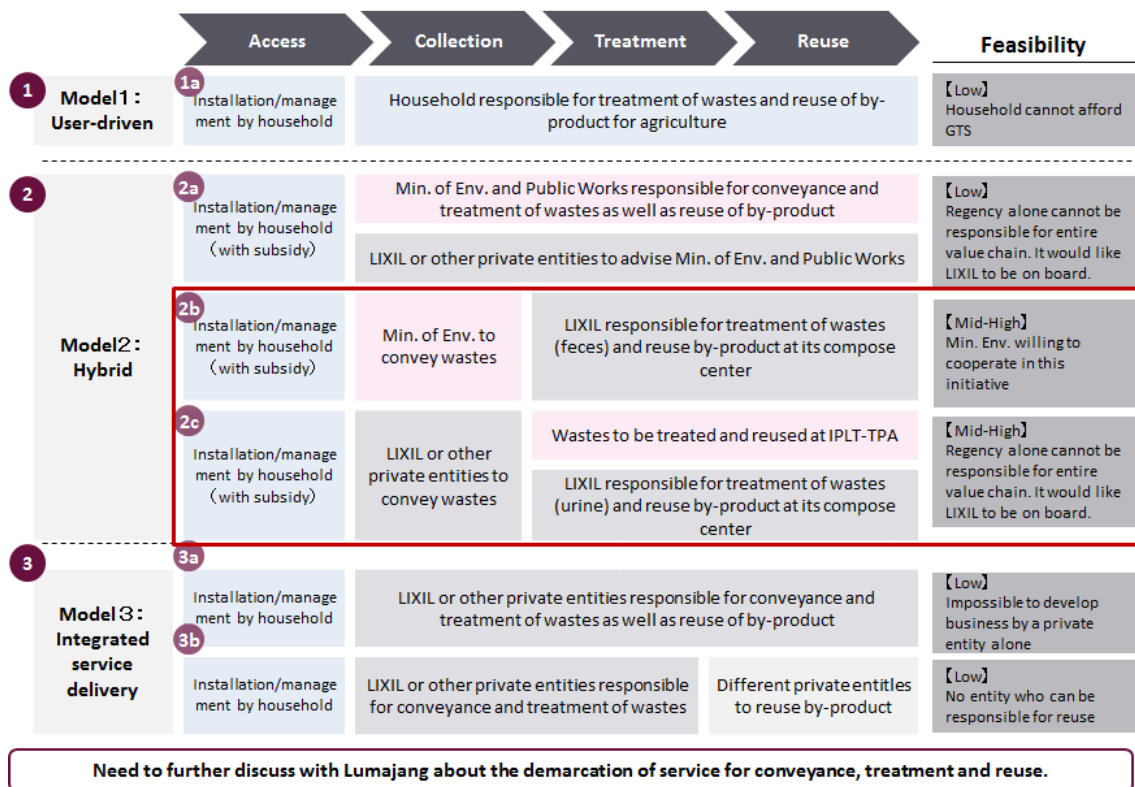 Access
Collection
Treatment
Reuse
Feasibility
1
Model1：
User-driven
1a
Installation/manage
ment by household
Household responsible for treatment of wastes and reuse of by-
product for agriculture
【Low】
Household cannot afford
GTS
2
Model2：
Hybrid
2a
Installation/manage
ment by household
（with subsidy）
Min. of Env. and Public Works responsible for conveyance and
treatment of wastes as well as reuse of by-product
LIXIL or other private entities to advise Min. of Env. and Public Works
【Low】
Regency alone cannot be
responsible for entire
value chain. It would like
LIXIL to be on board.
2b
Installation/manage
ment by household
（with subsidy）
Min. of Env. to
convey wastes
LIXIL responsible for treatment of wastes
(feces) and reuse by-product at its compose
center
【Mid-High】
Min. Env. willing to
cooperate in this
initiative
2c
Installation/manage
ment by household
（with subsidy）
LIXIL or other
private entities to
convey wastes
Wastes to be treated and reused at IPLT-TPA
LIXIL responsible for treatment of wastes
(urine) and reuse by-product at its compose
center
【Mid-High】
Regency alone cannot be
responsible for entire
value chain. It would like
LIXIL to be on board.
3
Model３：
Integrated
service
delivery
3a
Installation/manage
ment by household
LIXIL or other private entities responsible for conveyance and
treatment of wastes as well as reuse of by-product
【Low】
Impossible to develop
business by a private
entity alone
3b
Installation/manage
ment by household
LIXIL or other private entities responsible
for conveyance and treatment of wastes
Different private entitles
to reuse by-product
【Low】
No entity who can be
responsible for reuse
Need to further discuss with Lumajang about the demarcation of service for conveyance, treatment and reuse.